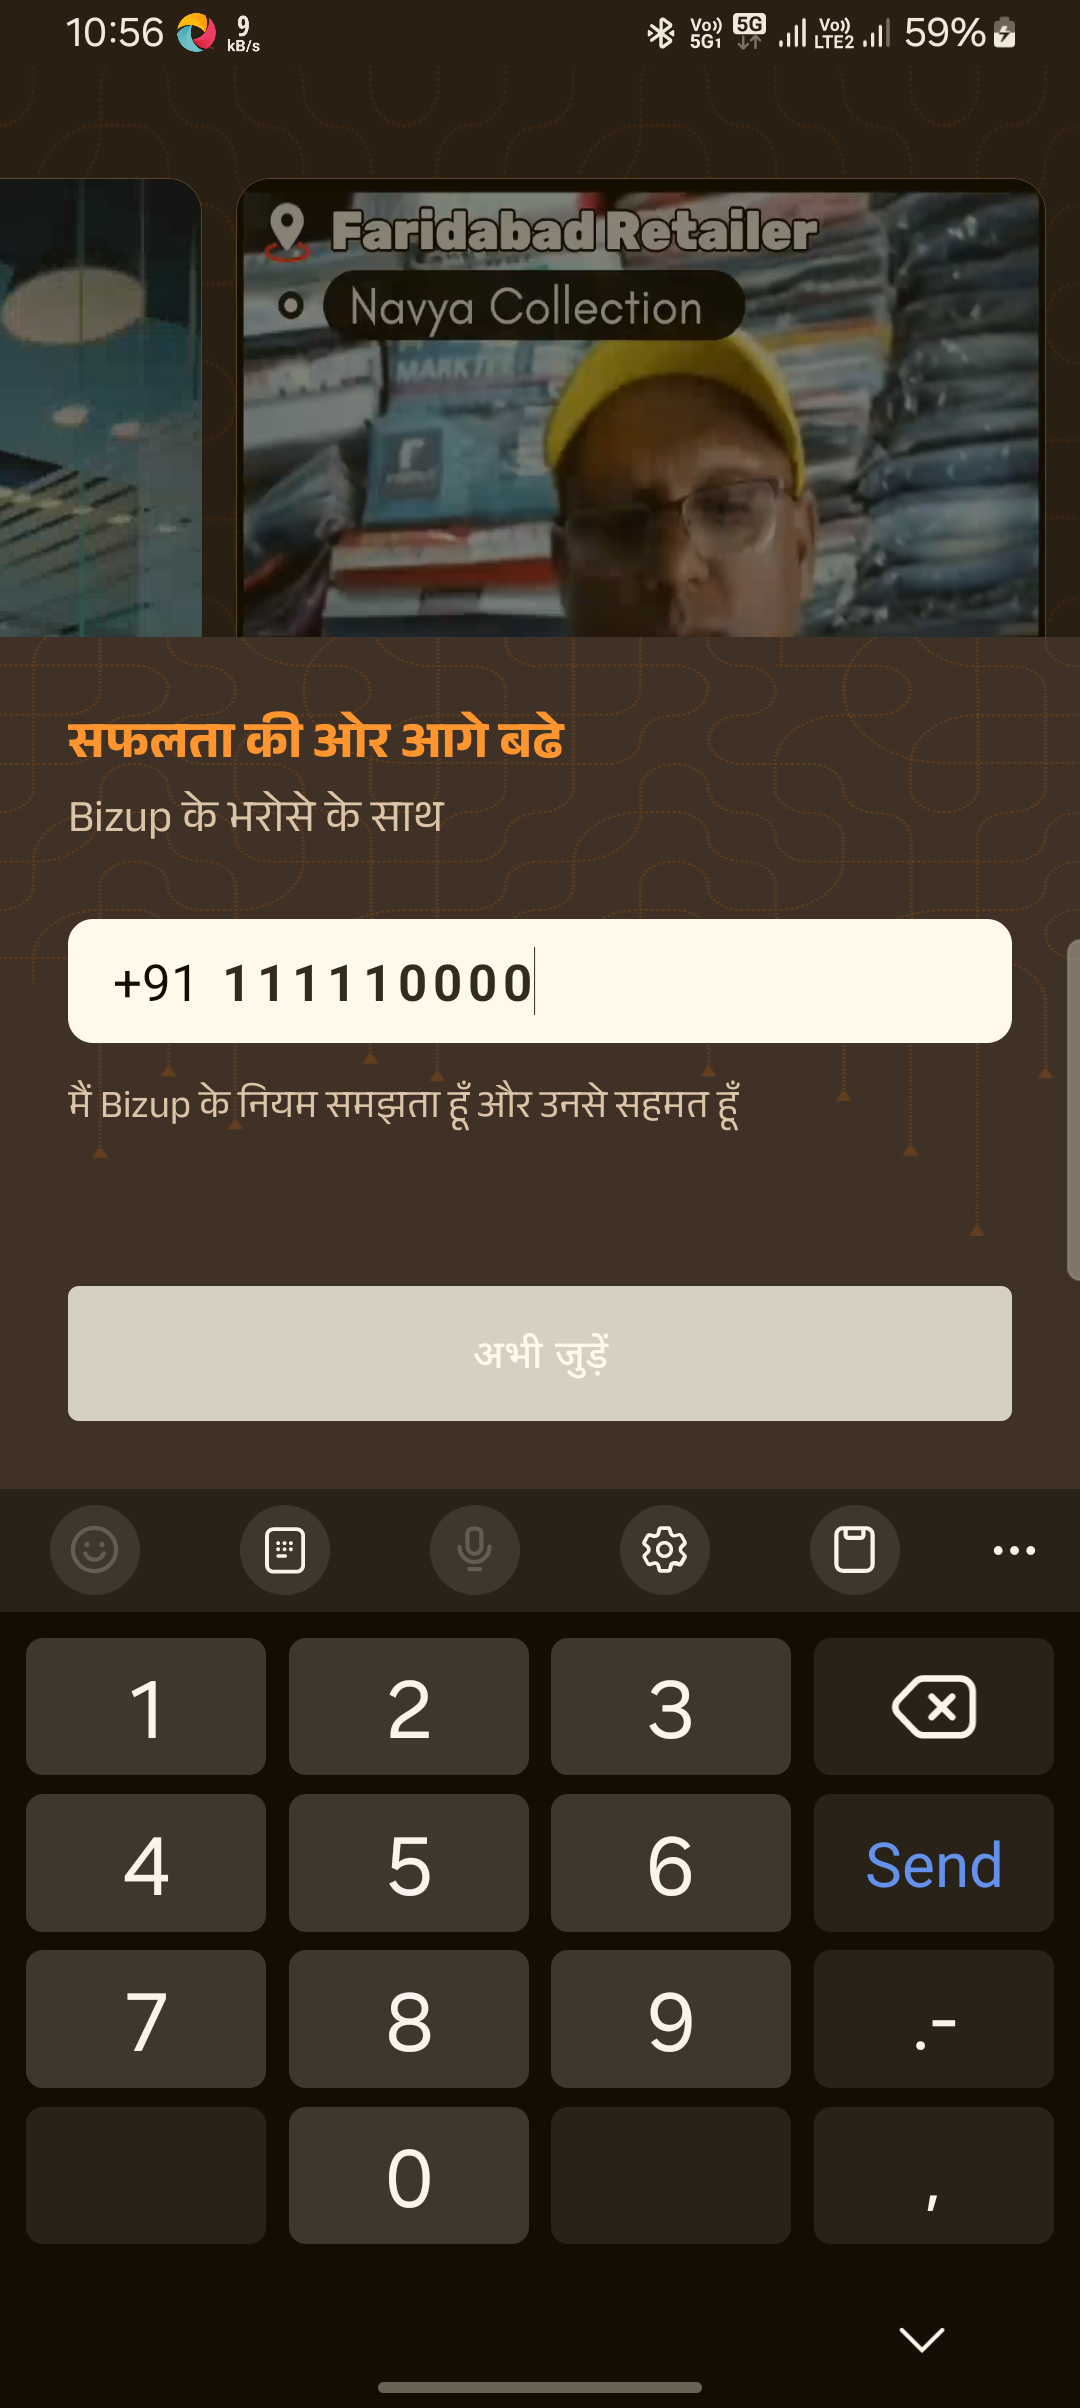 10:56 9 kB/s Vo)) 5G1 5G Vo)) LTE2 59%
Faridabad Retailer
Navya Collection
MARKTE
सफलता की ओर आगे बढे
Bizup के भरोसे के साथ
+91 111110000
मैं Bizup के नियम समझता हूँ और उनसे सहमत हूँ
अभी जुड़ें
1 2 3
4 5 6 Send
7 8 9 .-
0 ,